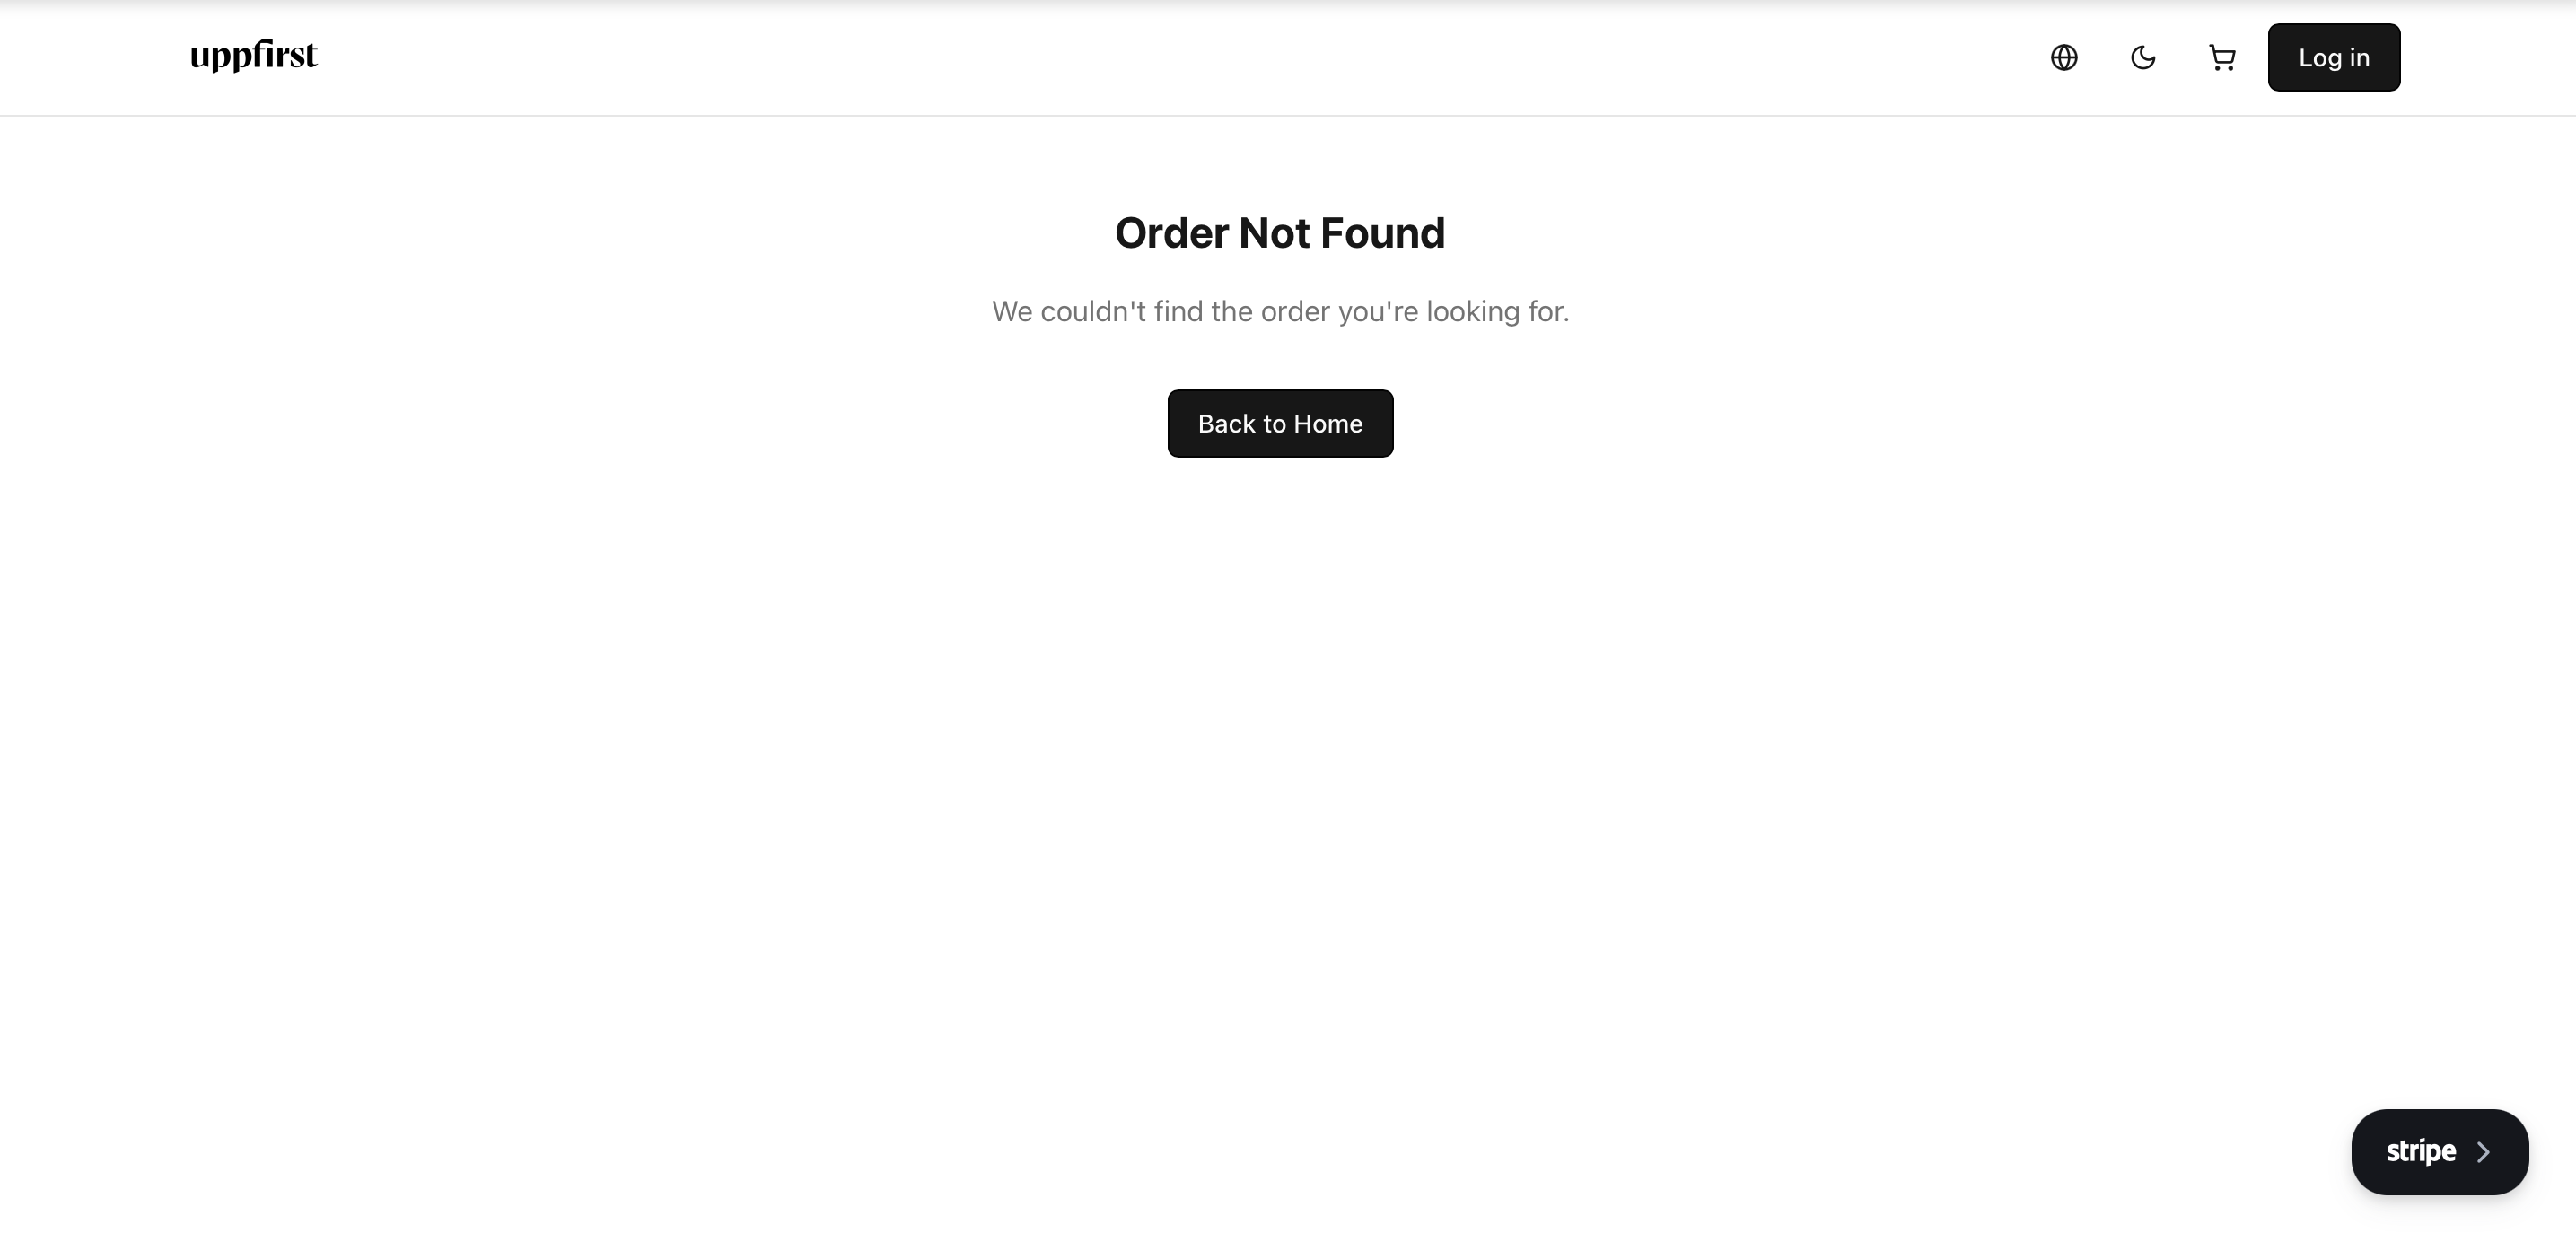 uppfirst
Log in
Order Not Found
We couldn't find the order you're looking for.
Back to Home
stripe